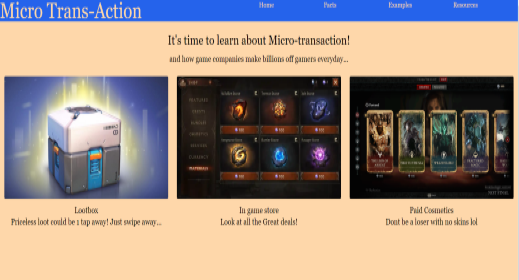 Micro Trans-Action
Home Parts Examples Resources
It's time to learn about Micro-transaction!
and how game companies make billions off gamers everyday...
Lootbox
Priceless loot could be 1 tap away! Just swipe away...
In game store
Look at all the Great deals!
Paid Cosmetics
Dont be a loser with no skins lol